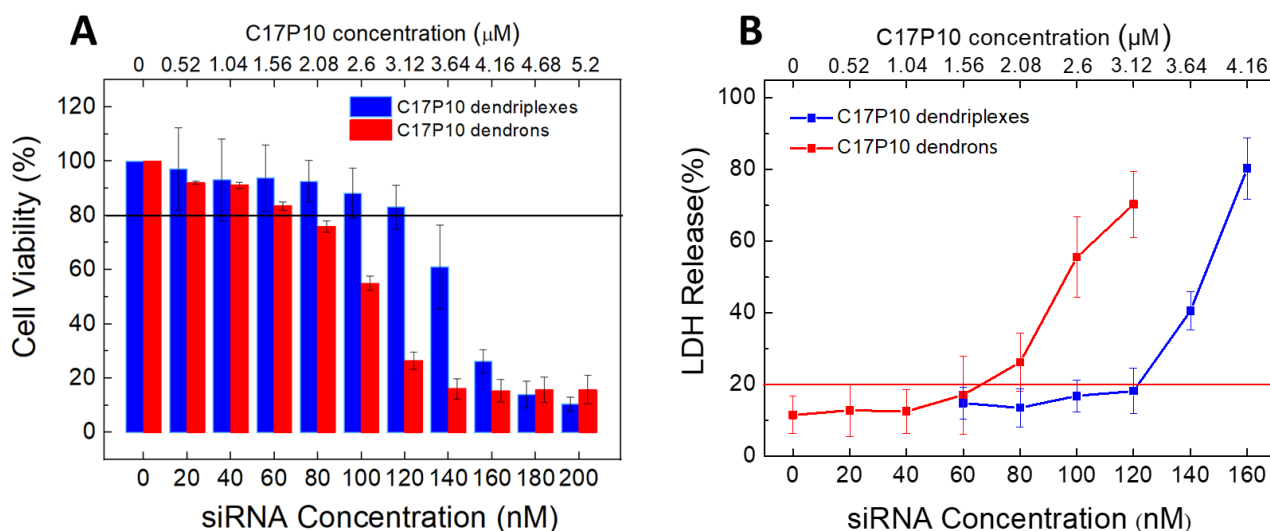 A
C17P10 concentration (μM)
0 0.52 1.04 1.56 2.08 2.6 3.12 3.64 4.16 4.68 5.2
C17P10 dendriplexes
C17P10 dendrons
Cell Viability (%)
120
100
80
60
40
20
0
0 20 40 60 80 100 120 140 160 180 200
siRNA Concentration (nM)
B
C17P10 concentration (μM)
0 0.52 1.04 1.56 2.08 2.6 3.12 3.64 4.16
C17P10 dendriplexes
C17P10 dendrons
LDH Release(%)
100
80
60
40
20
0
0 20 40 60 80 100 120 140 160
siRNA Concentration (nM)